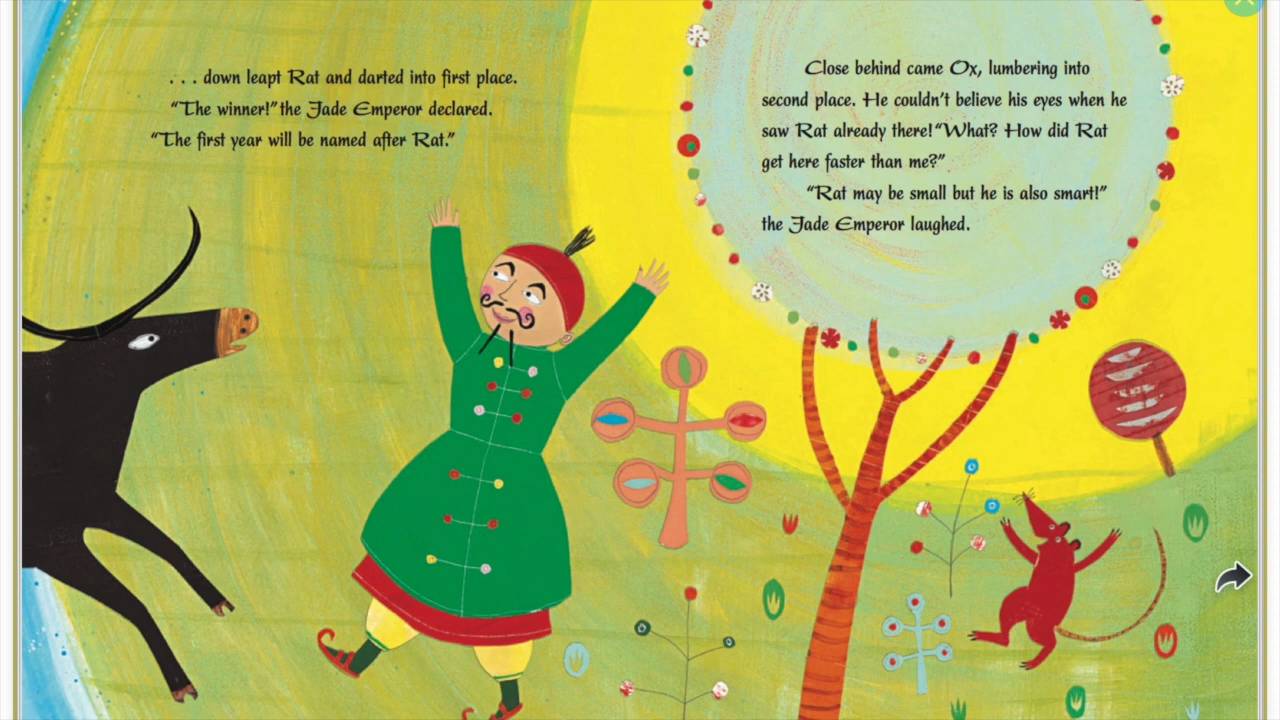 . . . down leapt Rat and darted into first place.
“The winner!” the Jade Emperor declared.
“The first year will be named after Rat.”
Close behind came Ox, lumbering into
second place. He couldn’t believe his eyes when he
saw Rat already there! “What? How did Rat
get here faster than me?”
“Rat may be small but he is also smart!”
the Jade Emperor laughed.